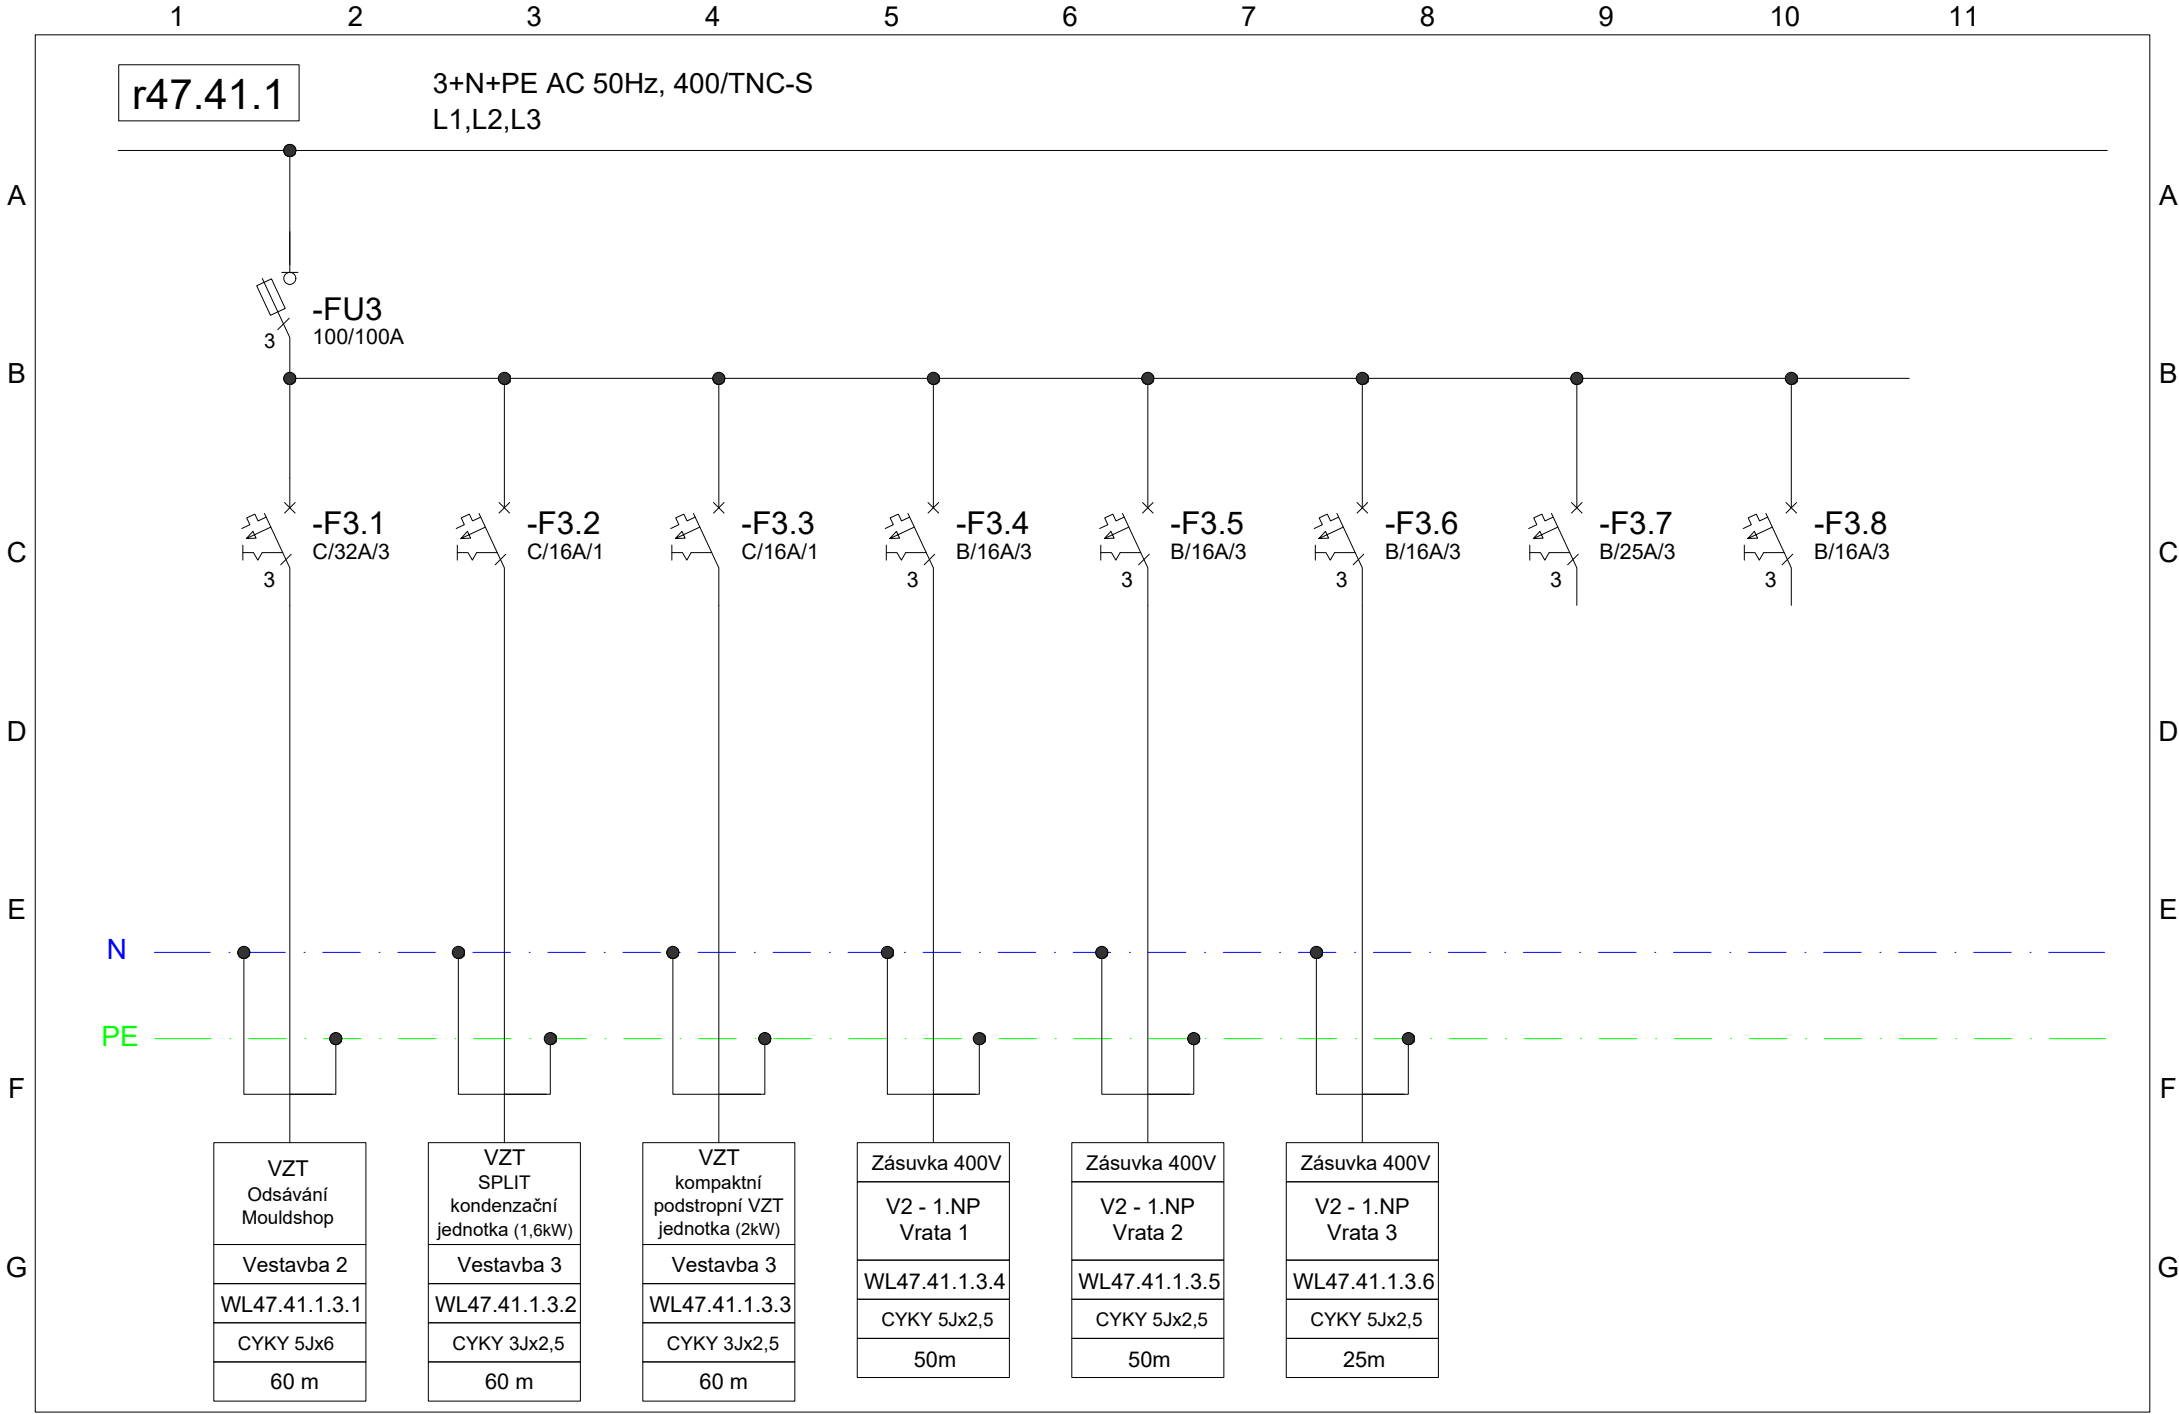 1 2 3 4 5 6 7 8 9 10 11
r47.41.1
3+N+PE AC 50Hz, 400/TNC-S
L1,L2,L3
A A
-FU3
100/100A
3
B B
-F3.1
C/32A/3
3
-F3.2
C/16A/1
-F3.3
C/16A/1
-F3.4
B/16A/3
3
-F3.5
B/16A/3
3
-F3.6
B/16A/3
3
-F3.7
B/25A/3
3
-F3.8
B/16A/3
3
C C
D D
E E
N
PE
F F
VZT
Odsávání
Mouldshop
Vestavba 2
WL47.41.1.3.1
CYKY 5Jx6
60 m
VZT
SPLIT
kondenzační
jednotka (1,6kW)
Vestavba 3
WL47.41.1.3.2
CYKY 3Jx2,5
60 m
VZT
kompaktní
podstropní VZT
jednotka (2kW)
Vestavba 3
WL47.41.1.3.3
CYKY 3Jx2,5
60 m
Zásuvka 400V
V2 - 1.NP
Vrata 1
WL47.41.1.3.4
CYKY 5Jx2,5
50m
Zásuvka 400V
V2 - 1.NP
Vrata 2
WL47.41.1.3.5
CYKY 5Jx2,5
50m
Zásuvka 400V
V2 - 1.NP
Vrata 3
WL47.41.1.3.6
CYKY 5Jx2,5
25m
G G